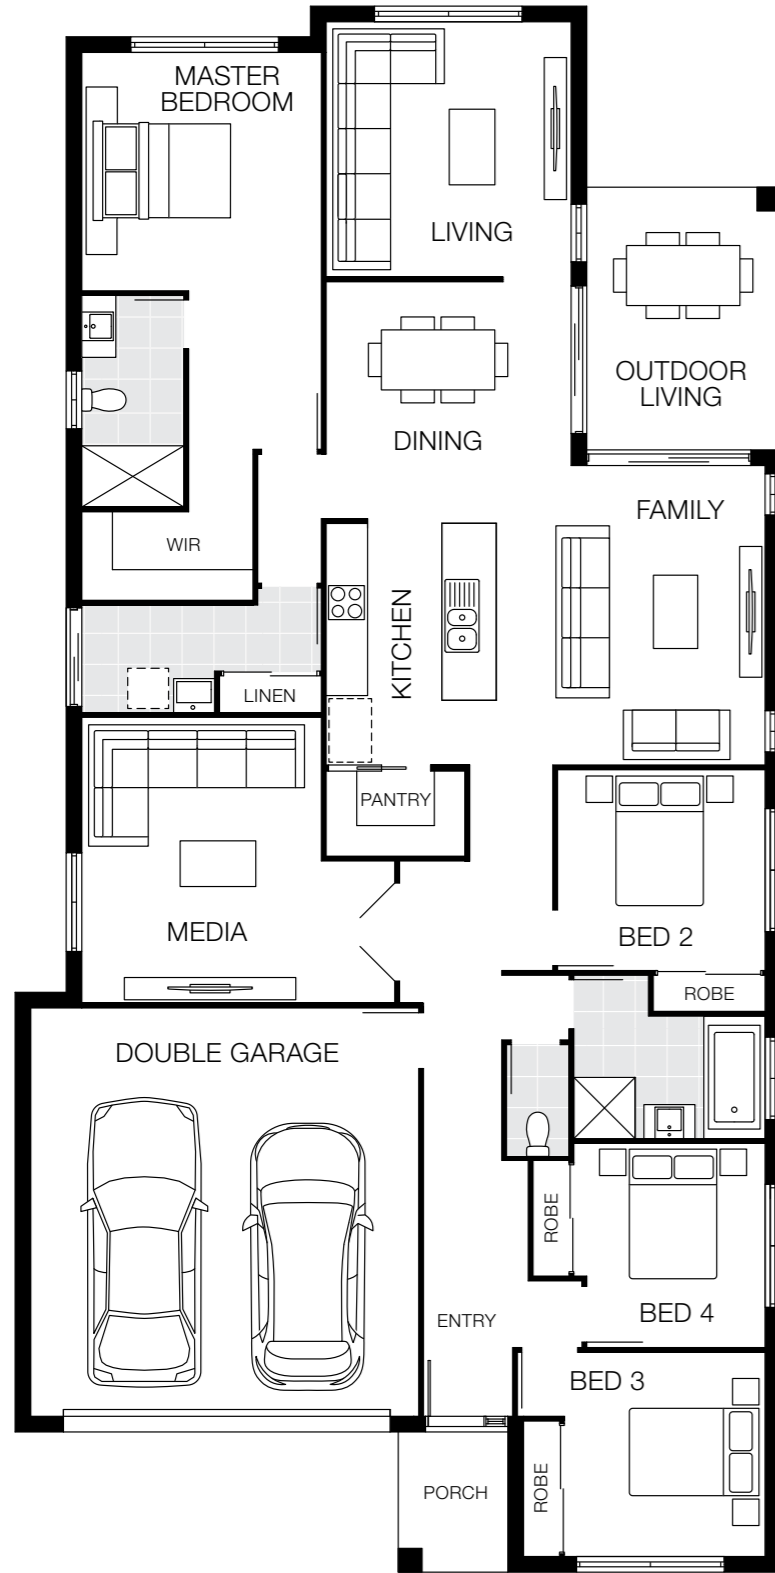 MASTER
BEDROOM
LIVING
OUTDOOR
LIVING
DINING
FAMILY
WIR
KITCHEN
LINEN
PANTRY
MEDIA
BED 2
ROBE
DOUBLE GARAGE
ROBE
ENTRY
BED 4
BED 3
PORCH
ROBE